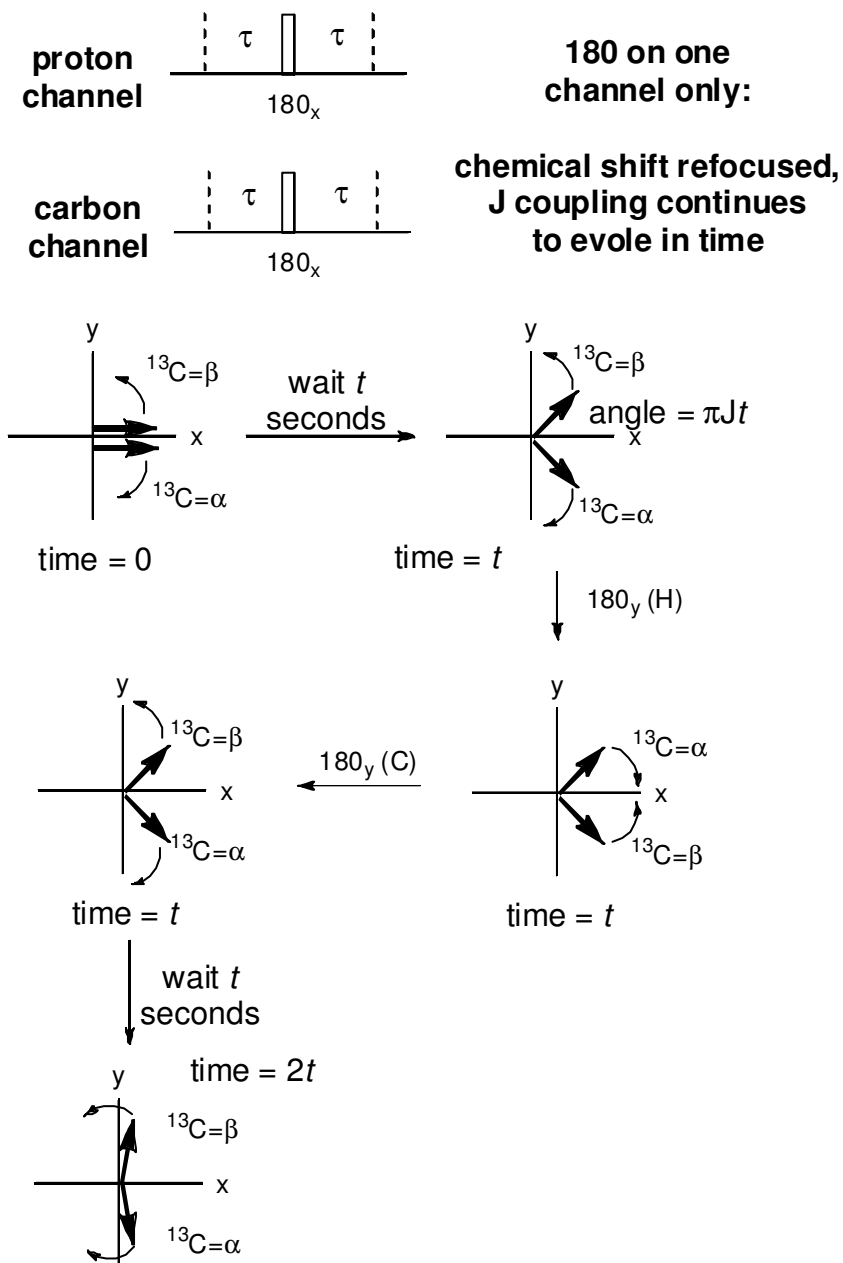 proton
channel
τ τ
180x
180 on one
channel only:
chemical shift refocused,
J coupling continues
to evole in time
carbon
channel
τ τ
180x
y
13C=β
x
13C=α
time = 0
wait t
seconds
y
13C=β
angle = πJt
x
13C=α
time = t
180y (H)
y
13C=α
x
13C=β
time = t
180y (C)
y
13C=β
x
13C=α
time = t
wait t
seconds
time = 2t
y
13C=β
x
13C=α